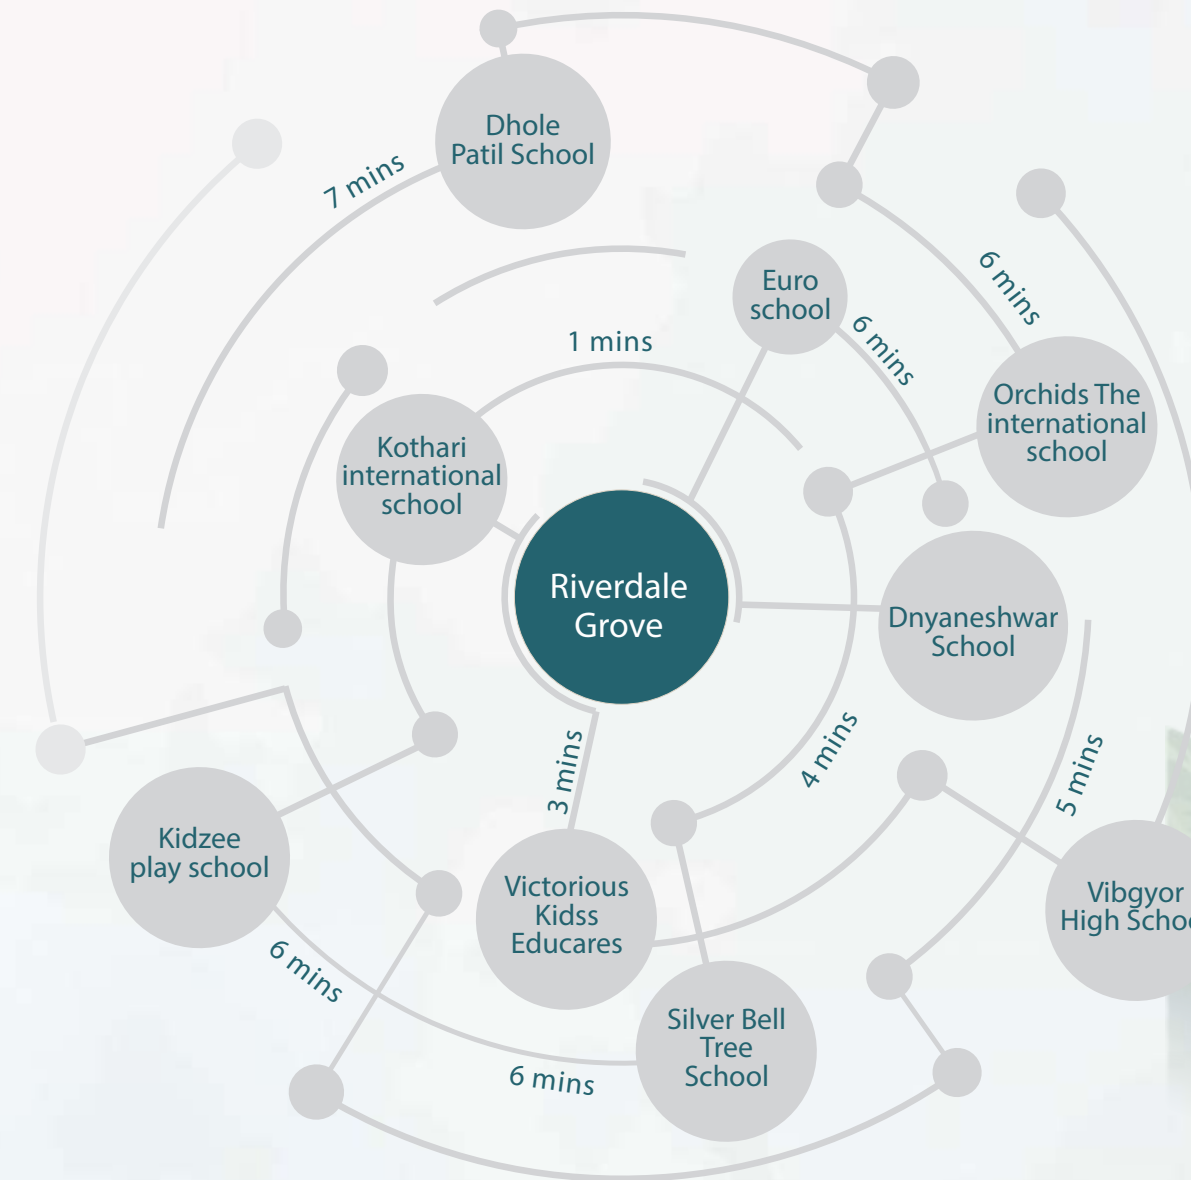 Dhole
Patil School
7 mins
Euro
school
6 mins
6 mins
1 mins
Orchids The
international
school
Kothari
international
school
Riverdale
Grove
Dnyaneshwar
School
3 mins
4 mins
5 mins
Kidzee
play school
Victorious
Kidss
Educares
Vibgyor
High Schoo
6 mins
Silver Bell
Tree
School
6 mins